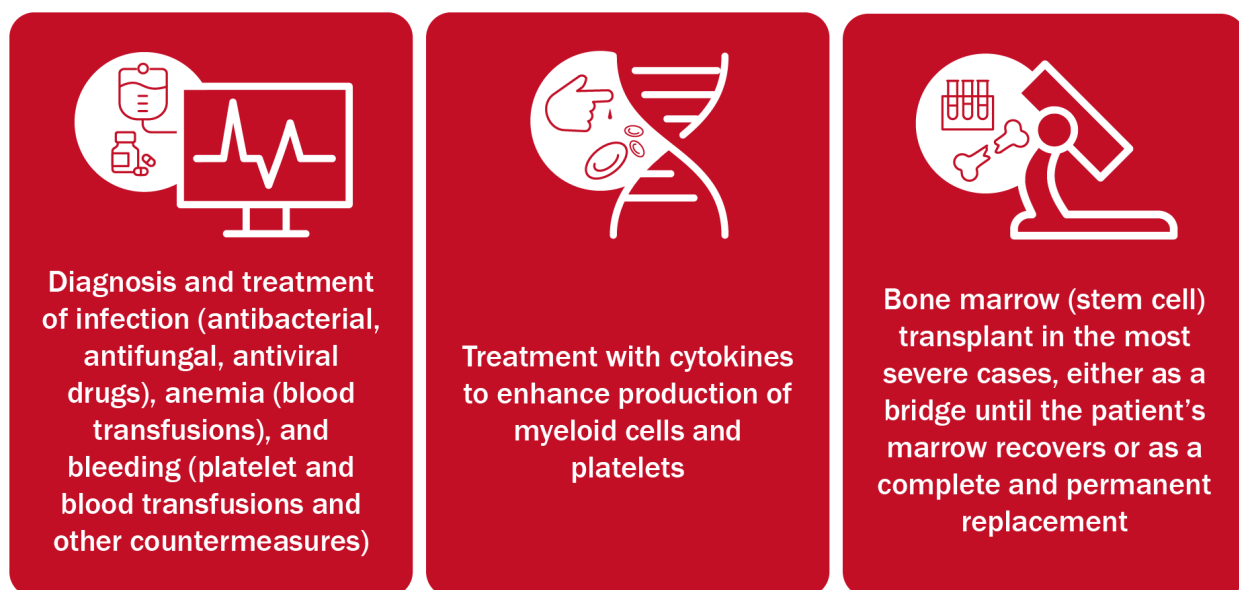 Diagnosis and treatment
of infection (antibacterial,
antifungal, antiviral
drugs), anemia (blood
transfusions), and
bleeding (platelet and
blood transfusions and
other countermeasures)
Treatment with cytokines
to enhance production of
myeloid cells and
platelets
Bone marrow (stem cell)
transplant in the most
severe cases, either as a
bridge until the patient’s
marrow recovers or as a
complete and permanent
replacement